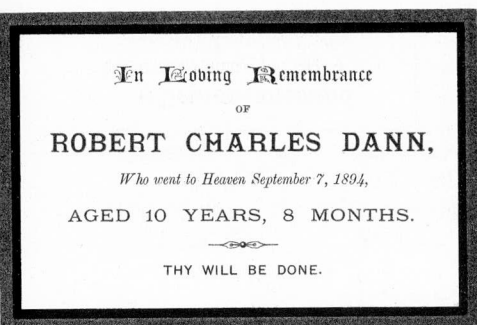 In Loving Remembrance
OF
ROBERT CHARLES DANN,
Who went to Heaven September 7, 1894,
AGED 10 YEARS, 8 MONTHS.
THY WILL BE DONE.